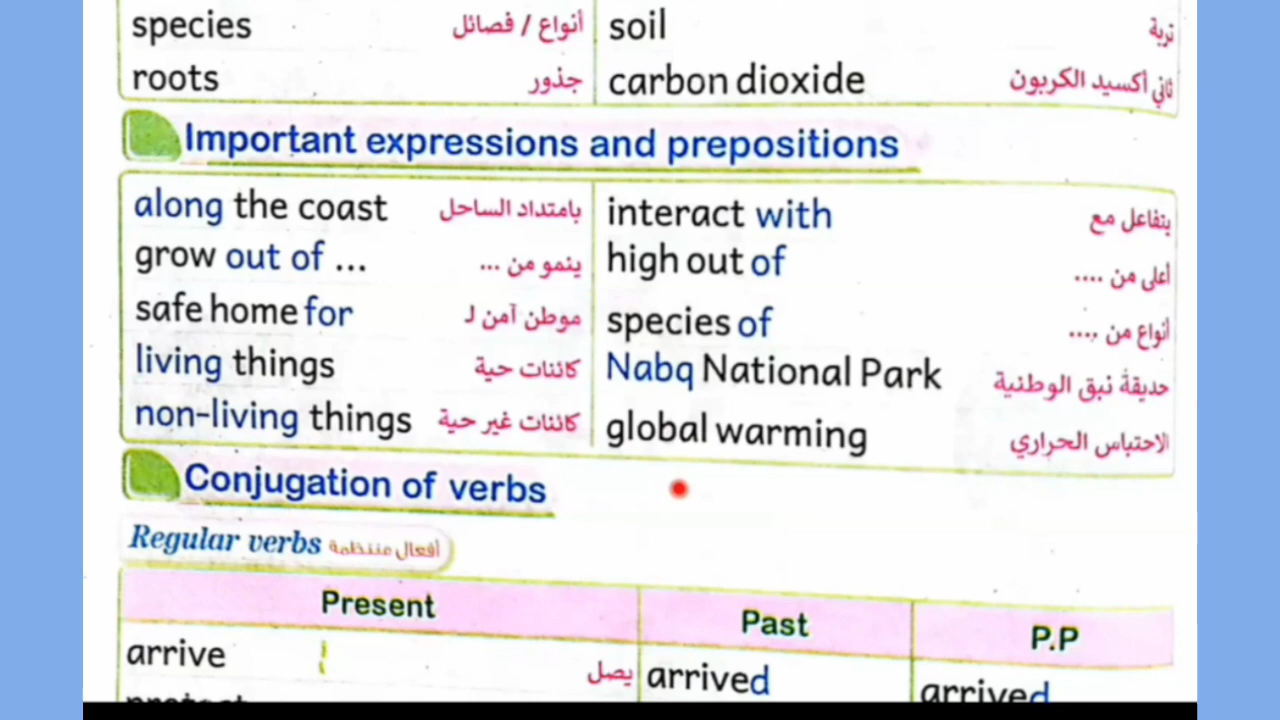 species أنواع / فصائل soil تربة
roots جذور carbon dioxide ثاني أكسيد الكربون
Important expressions and prepositions
along the coast بامتداد الساحل interact with يتفاعل مع
grow out of ... ينمو من ... high out of أعلى من ....
safe home for موطن آمن لـ species of أنواع من ....
living things كائنات حية Nabq National Park حديقة نبق الوطنية
non-living things كائنات غير حية global warming الاحتباس الحراري
Conjugation of verbs
Regular verbs أفعال منتظمة
Present Past P.P
arrive يصل arrived arrived